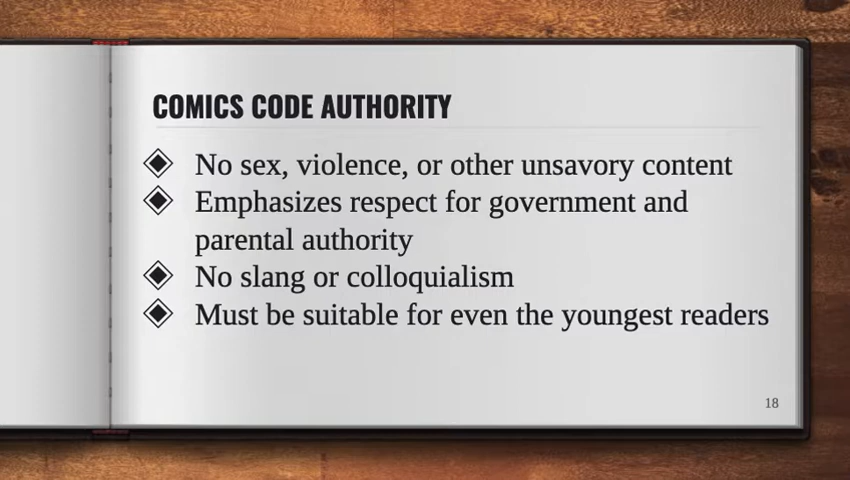 COMICS CODE AUTHORITY
No sex, violence, or other unsavory content
Emphasizes respect for government and
parental authority
No slang or colloquialism
Must be suitable for even the youngest readers
18